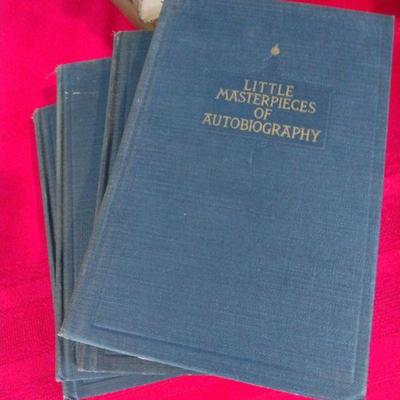 LITTLE
MASTERPIECES
OF
AUTOBIOGRAPHY